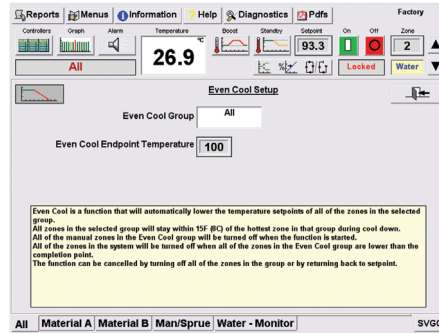 Reports Menus Information Help Diagnostics Pdfs Factory
Controllers Graph Alarm Temperature Boost Standby Setpoint On Off Zone
26.9 °C 93.3 2
All Locked Water
Even Cool Setup
Even Cool Group All
Even Cool Endpoint Temperature 100
Even Cool is a function that will automatically lower the temperature setpoints of all of the zones in the selected
group.
All zones in the selected group will stay within 15F (8C) of the hottest zone in that group during cool down.
All of the manual zones in the Even Cool group will be turned off when the function is started.
All of the zones in the system will be turned off when all of the zones in the Even Cool group are lower than the
completion point.
The function can be cancelled by turning off all of the zones in the group or by returning back to setpoint.
All Material A Material B Man/Sprue Water - Monitor